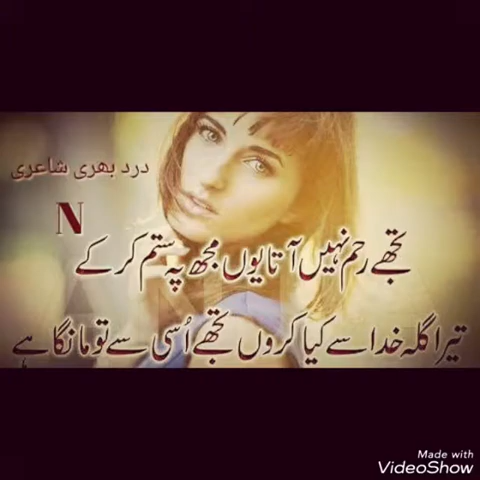 درد بھری شاعری
N
تجھے رحم نہیں آتا یوں مجھ پہ ستم کر کے
تیرا گلہ خدا سے کیا کروں تجھے اُسی سے تو مانگا ہے
Made with
VideoShow